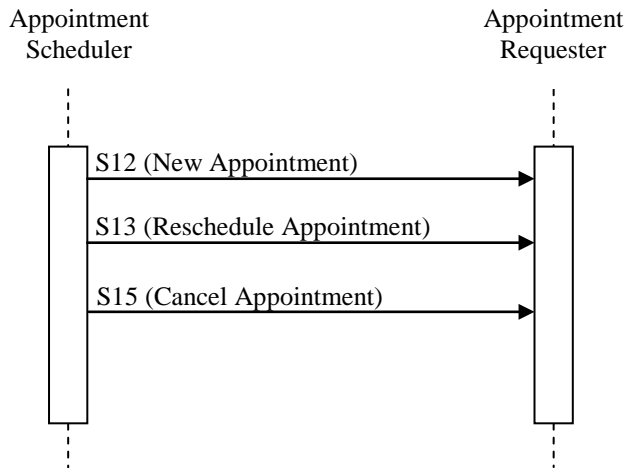 Appointment
Scheduler
Appointment
Requester
S12 (New Appointment)
S13 (Reschedule Appointment)
S15 (Cancel Appointment)